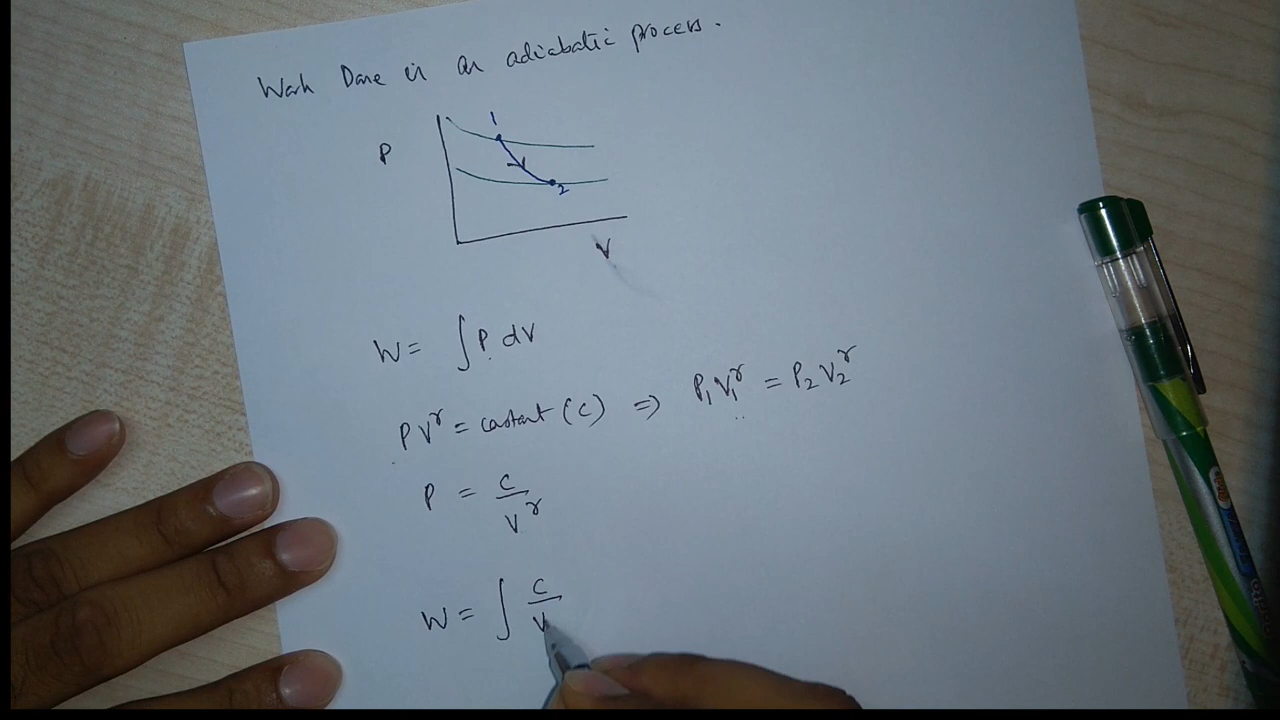 Work Done in an adiabatic process.
1
P
2
V
W = ∫ P dV
PV^γ = constant (C) ⇒ P₁V₁^γ = P₂V₂^γ
P = C/V^γ
W = ∫ C/V